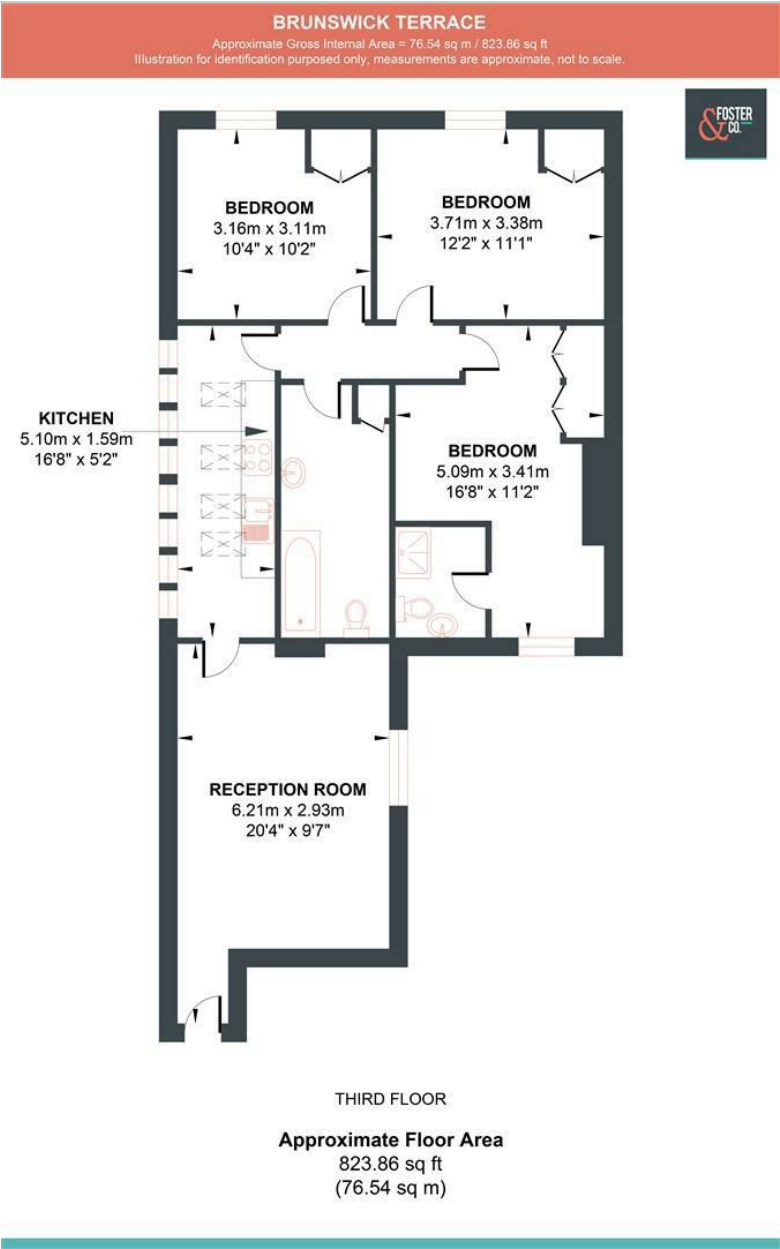 BRUNSWICK TERRACE
Approximate Gross Internal Area = 76.54 sq m / 823.86 sq ft
Illustration for identification purposed only, measurements are approximate, not to scale.
& FOSTER
CO.
BEDROOM
3.16m x 3.11m
10'4" x 10'2"
BEDROOM
3.71m x 3.38m
12'2" x 11'1"
KITCHEN
5.10m x 1.59m
16'8" x 5'2"
BEDROOM
5.09m x 3.41m
16'8" x 11'2"
RECEPTION ROOM
6.21m x 2.93m
20'4" x 9'7"
THIRD FLOOR
Approximate Floor Area
823.86 sq ft
(76.54 sq m)